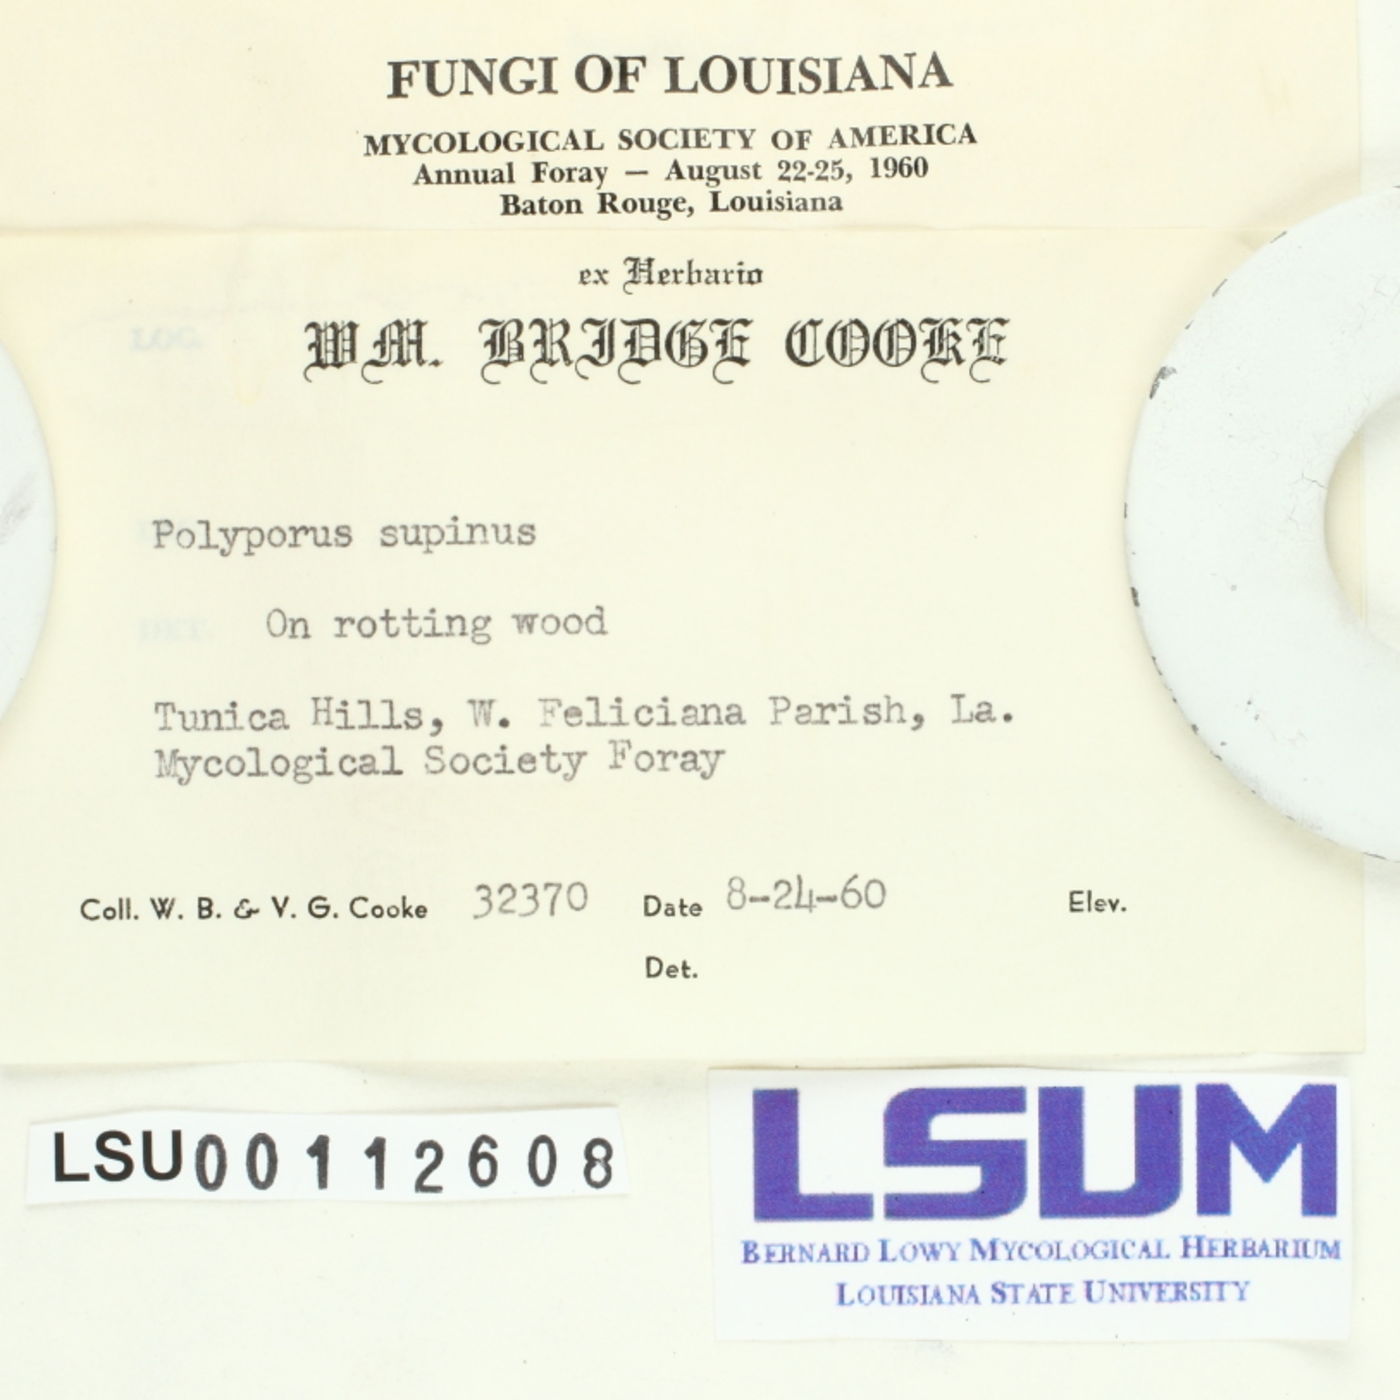 FUNGI OF LOUISIANA
MYCOLOGICAL SOCIETY OF AMERICA
Annual Foray — August 22-25, 1960
Baton Rouge, Louisiana
ex Herbario
WM. BRIDGE COOKE
LOC.
Polyporus supinus
DET.
On rotting wood
Tunica Hills, W. Feliciana Parish, La.
Mycological Society Foray
Coll. W. B. & V. G. Cooke 32370 Date 8-24-60 Elev.
Det.
LSU00112608
LSUM
BERNARD LOWY MYCOLOGICAL HERBARIUM
LOUISIANA STATE UNIVERSITY